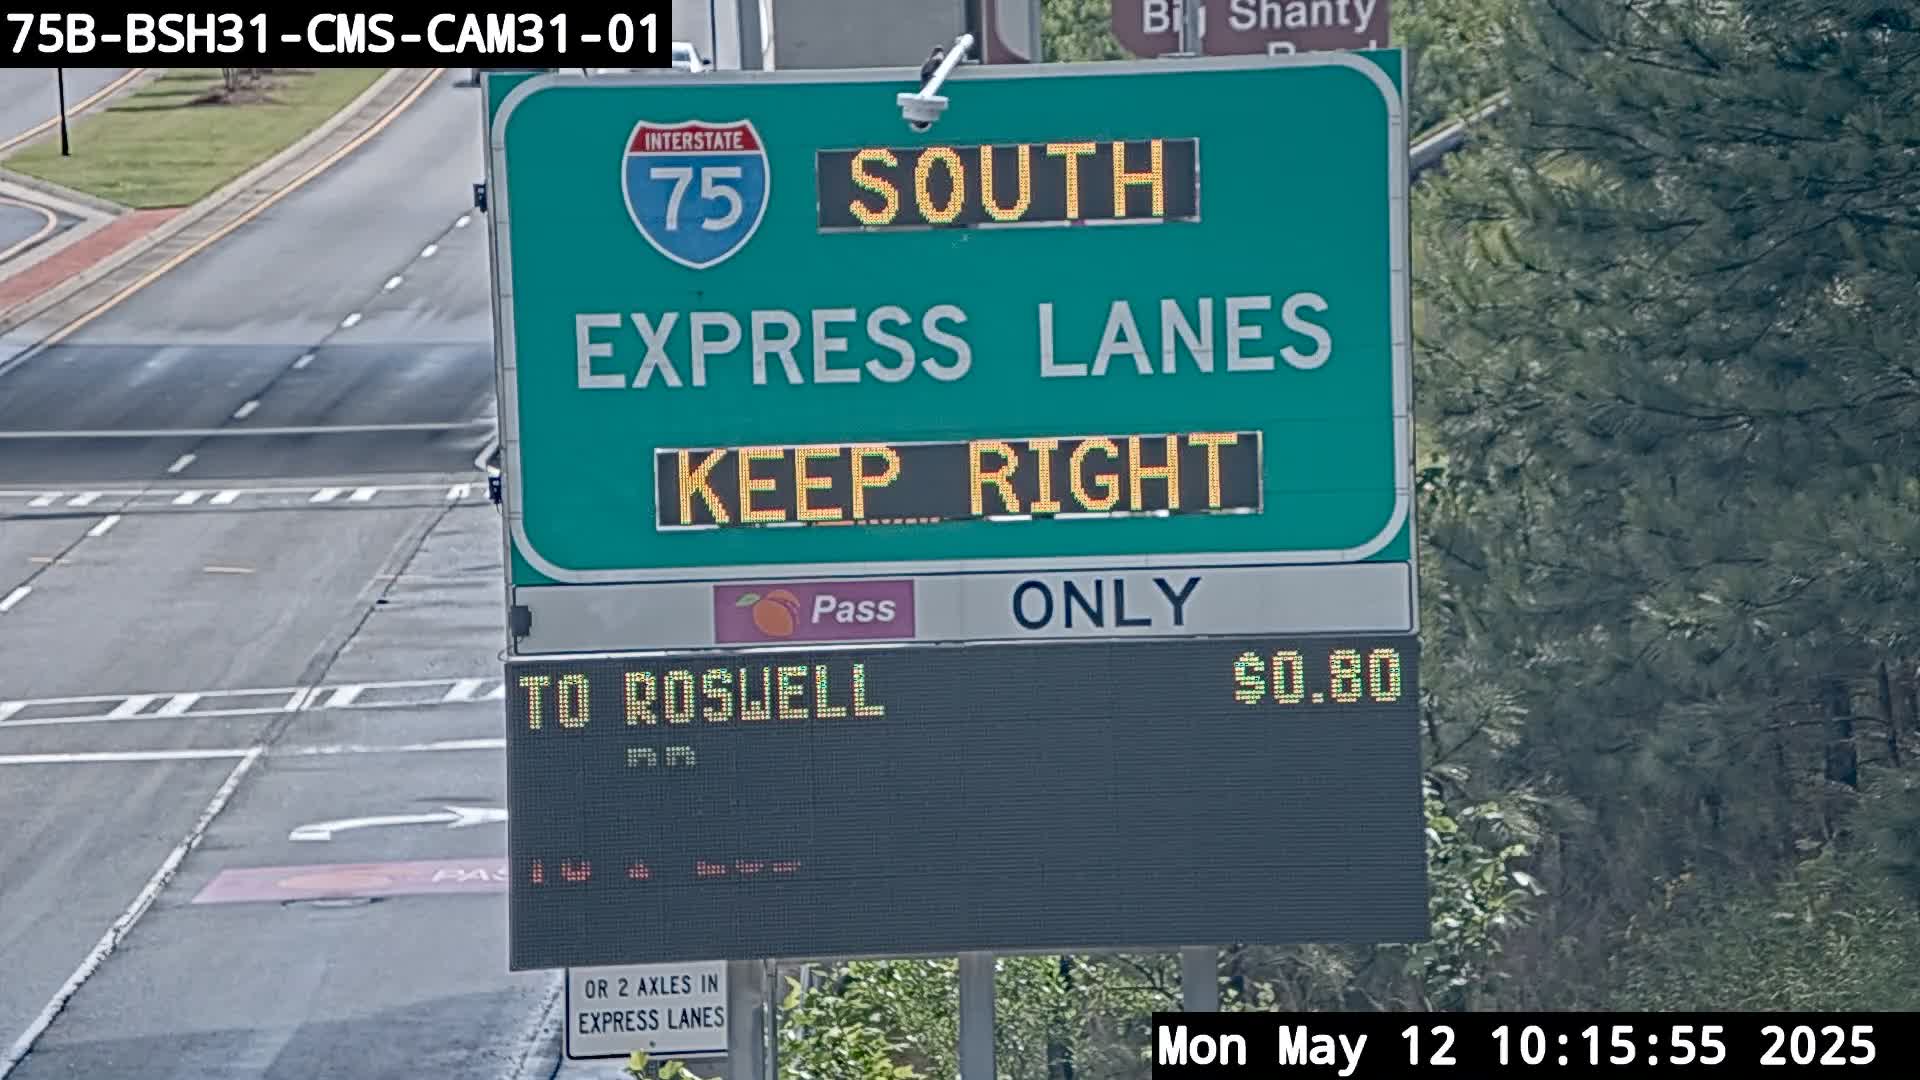 75B-BSH31-CMS-CAM31-01
Big Shanty
Road
INTERSTATE
75
SOUTH
EXPRESS LANES
KEEP RIGHT
Pass
ONLY
TO ROSWELL $0.80
OR 2 AXLES IN
EXPRESS LANES
Mon May 12 10:15:55 2025